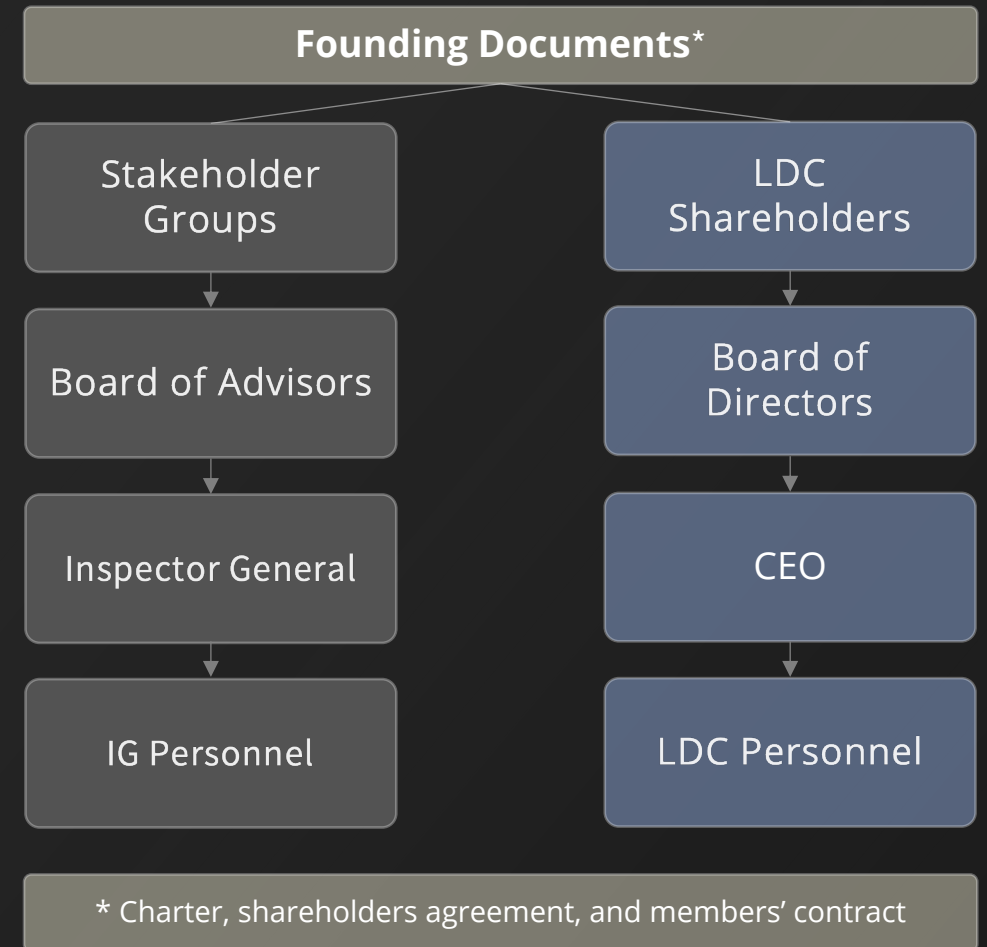 Founding Documents*
Stakeholder
Groups
Board of Advisors
Inspector General
IG Personnel
LDC
Shareholders
Board of
Directors
CEO
LDC Personnel
* Charter, shareholders agreement, and members’ contract